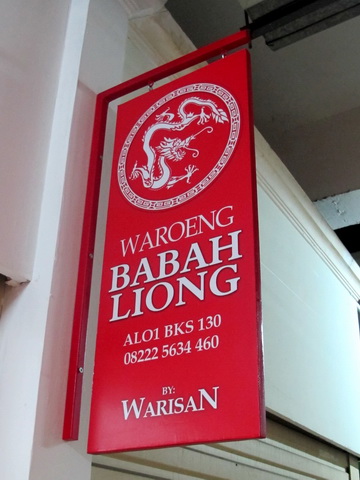 WAROENG
BABAH
LIONG
ALO1 BKS 130
08222 5634 460
BY:
WARISAN